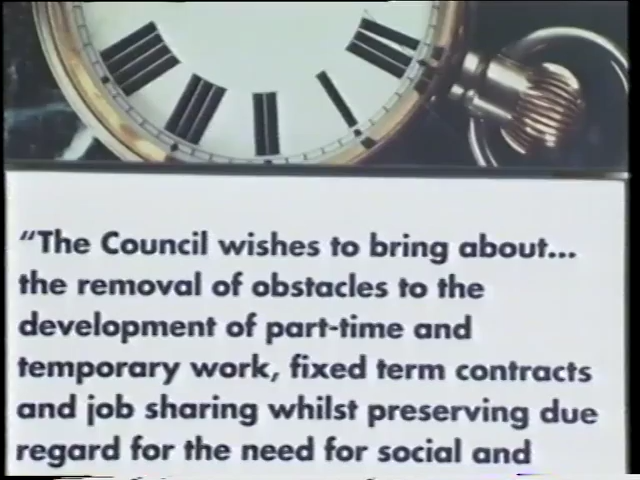 “The Council wishes to bring about...
the removal of obstacles to the
development of part-time and
temporary work, fixed term contracts
and job sharing whilst preserving due
regard for the need for social and